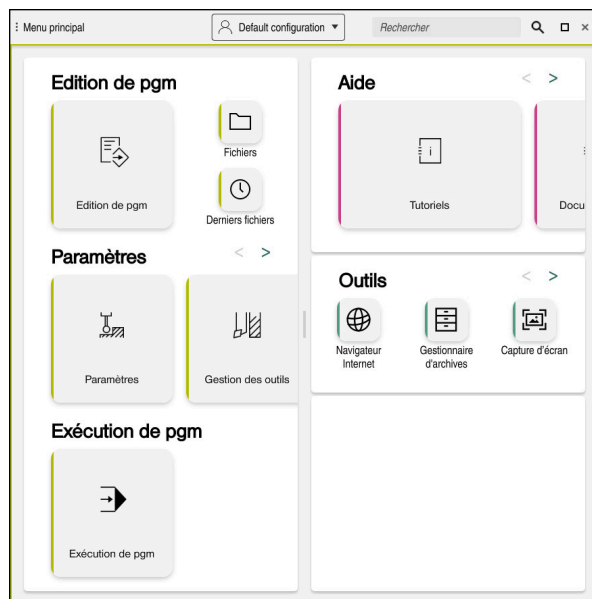 Menu principal
Default configuration
Rechercher
Edition de pgm
Edition de pgm
Fichiers
Derniers fichiers
Paramètres
Paramètres
Gestion des outils
Exécution de pgm
Exécution de pgm
Aide
Tutoriels
Docu
Outils
Navigateur
Internet
Gestionnaire
d'archives
Capture d'écran